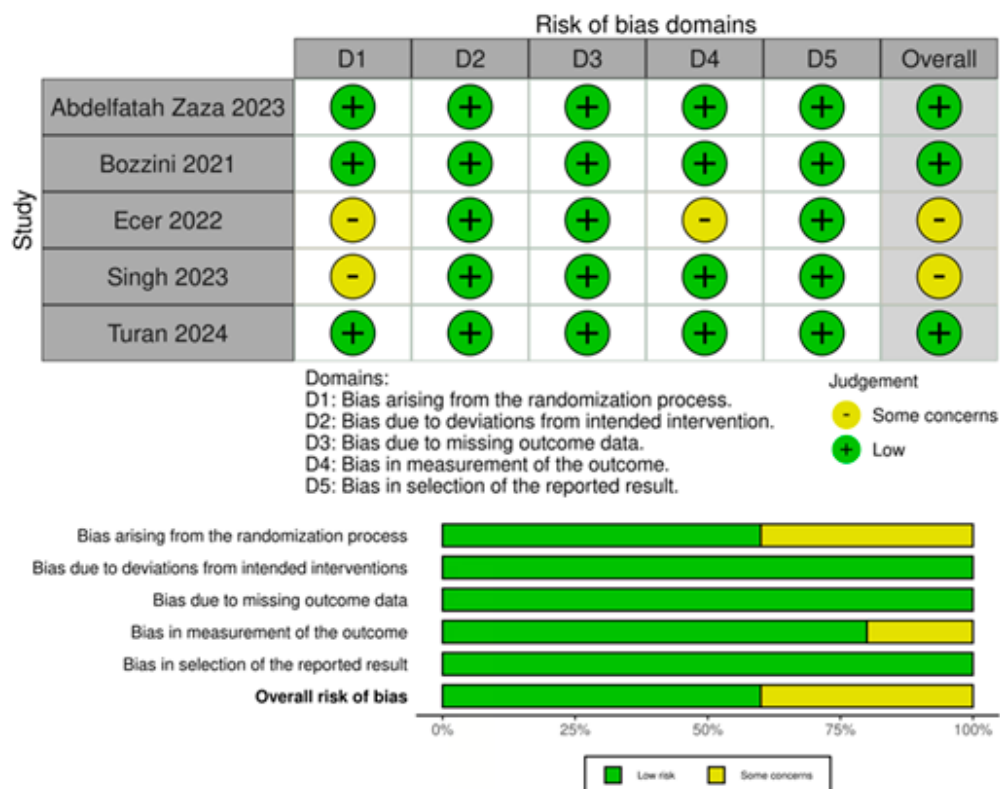 Risk of bias domains
D1 D2 D3 D4 D5 Overall
Study
Abdelfatah Zaza 2023 + + + + + +
Bozzini 2021 + + + + + +
Ecer 2022 - + + - + -
Singh 2023 - + + + + -
Turan 2024 + + + + + +
Domains:
D1: Bias arising from the randomization process.
D2: Bias due to deviations from intended intervention.
D3: Bias due to missing outcome data.
D4: Bias in measurement of the outcome.
D5: Bias in selection of the reported result.
Judgement
- Some concerns
+ Low
Bias arising from the randomization process
Bias due to deviations from intended interventions
Bias due to missing outcome data
Bias in measurement of the outcome
Bias in selection of the reported result
Overall risk of bias
0% 25% 50% 75% 100%
Low risk Some concerns